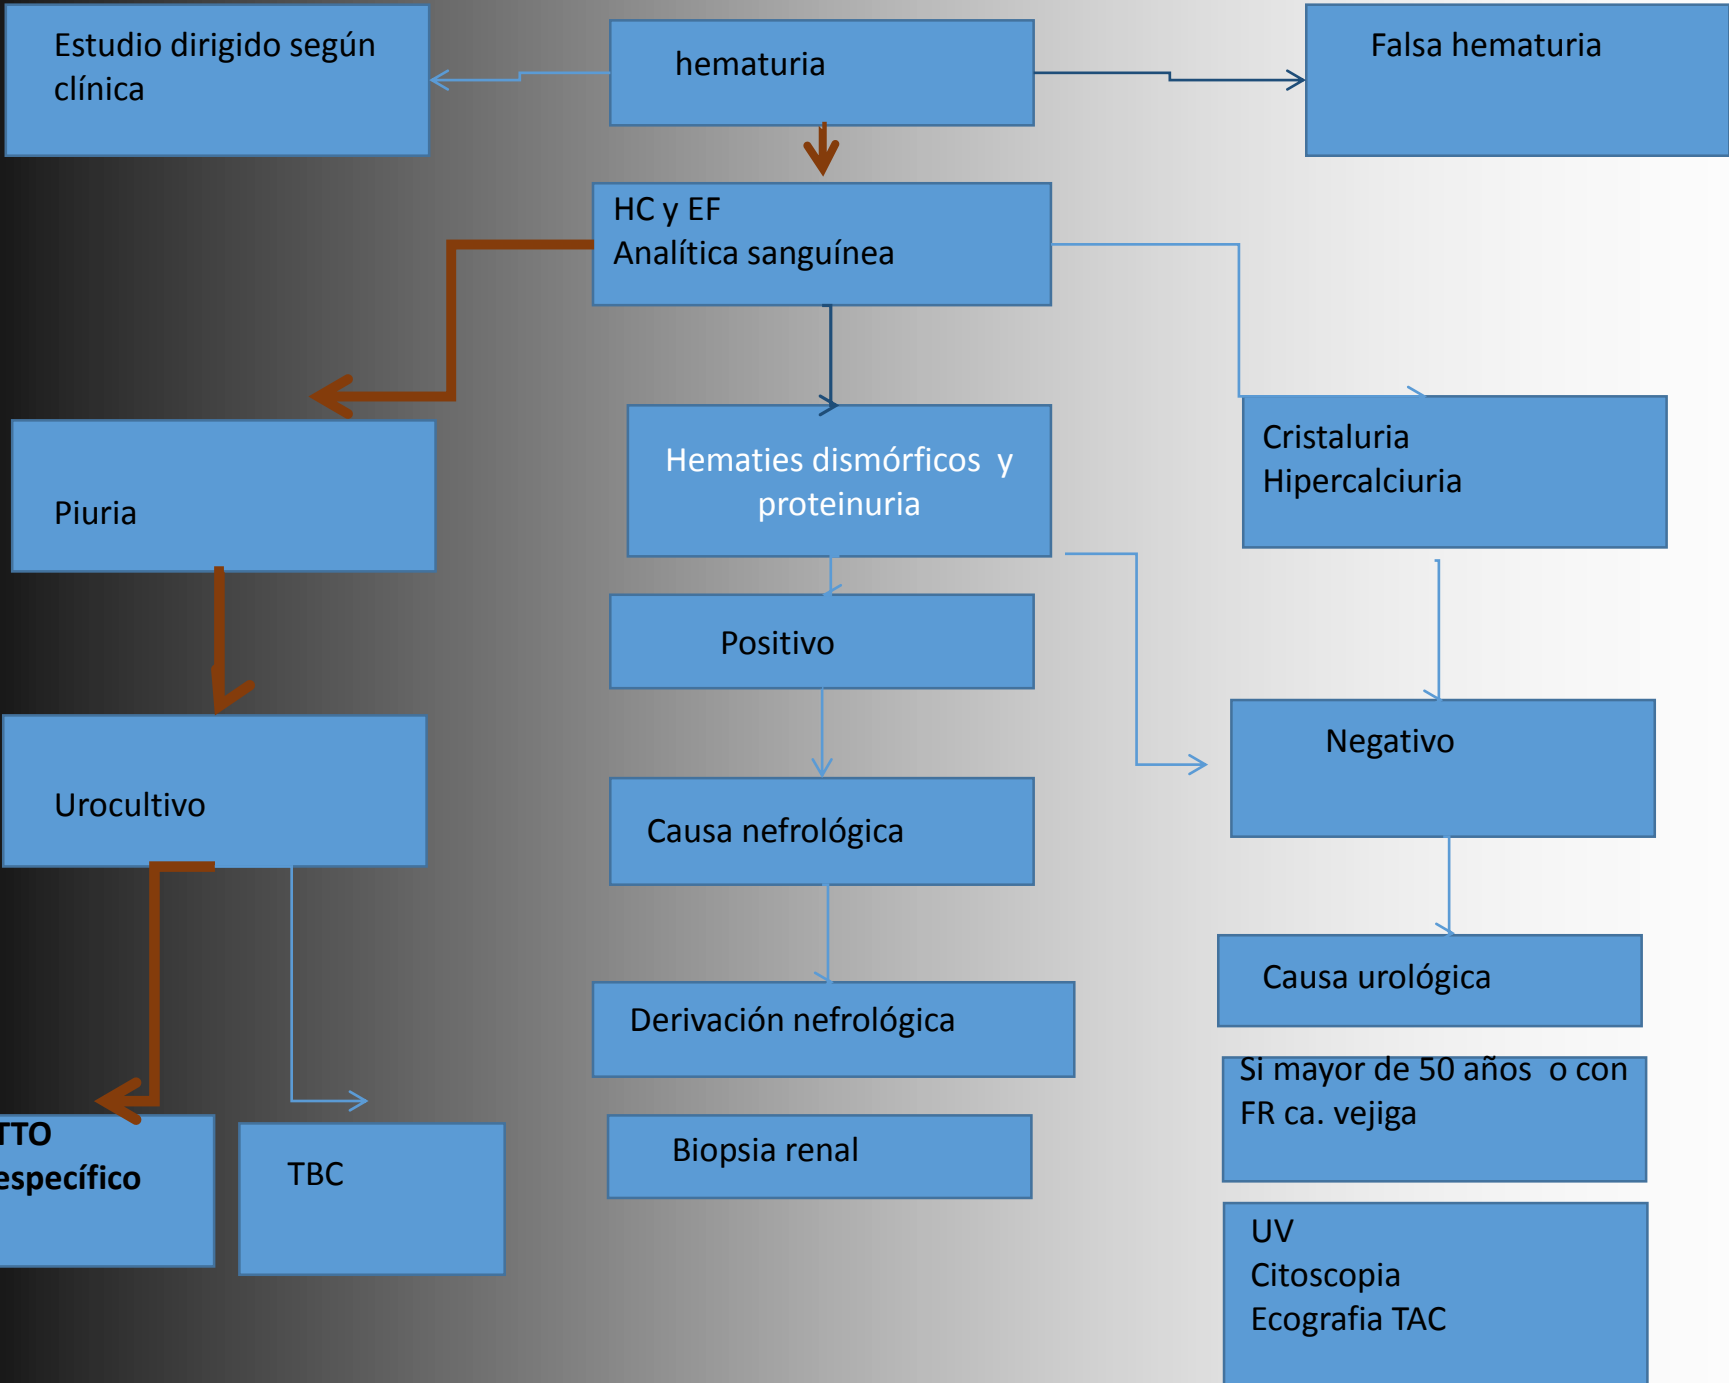 Estudio dirigido según
clínica
hematuria
Falsa hematuria
HC y EF
Analítica sanguínea
Piuria
Hematies dismórficos y
proteinuria
Cristaluria
Hipercalciuria
Positivo
Negativo
Urocultivo
Causa nefrológica
Causa urológica
Derivación nefrológica
Si mayor de 50 años o con
FR ca. vejiga
TTO
específico
TBC
Biopsia renal
UV
Citoscopia
Ecografia TAC